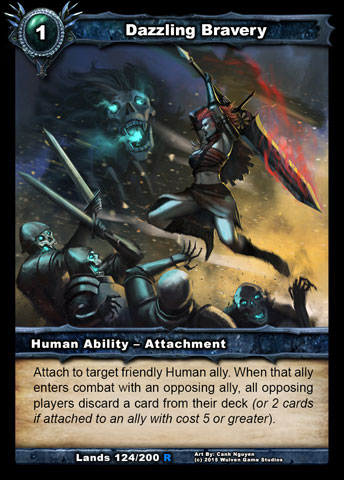 1
Dazzling Bravery
Human Ability – Attachment
Attach to target friendly Human ally. When that ally
enters combat with an opposing ally, all opposing
players discard a card from their deck (or 2 cards
if attached to an ally with cost 5 or greater).
Lands 124/200 R
Art By: Canh Nguyen
(c) 2015 Wulven Game Studios